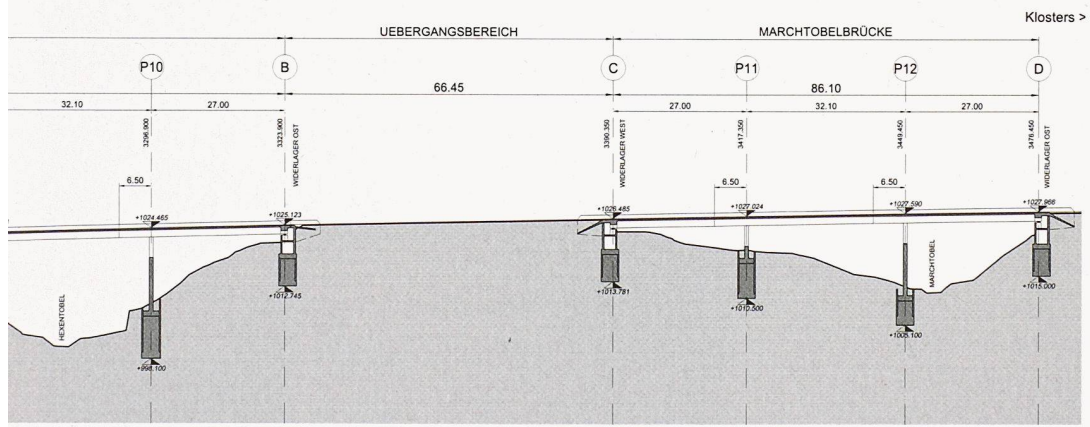 Klosters >
UEBERGANGSBEREICH
MARCHTOBELBRÜCKE
P10
B
C
P11
P12
D
66.45
86.10
32.10
27.00
27.00
32.10
27.00
3296.900
3323.900
WIDERLAGER OST
3390.350
WIDERLAGER WEST
3417.350
3449.450
3476.450
WIDERLAGER OST
6.50
6.50
6.50
+1024.465
+1025.123
+1026.485
+1027.024
+1027.590
+1027.966
HEXENTOBEL
MARCHTOBEL
+998.100
+1012.745
+1013.781
+1010.500
+1005.100
+1015.000